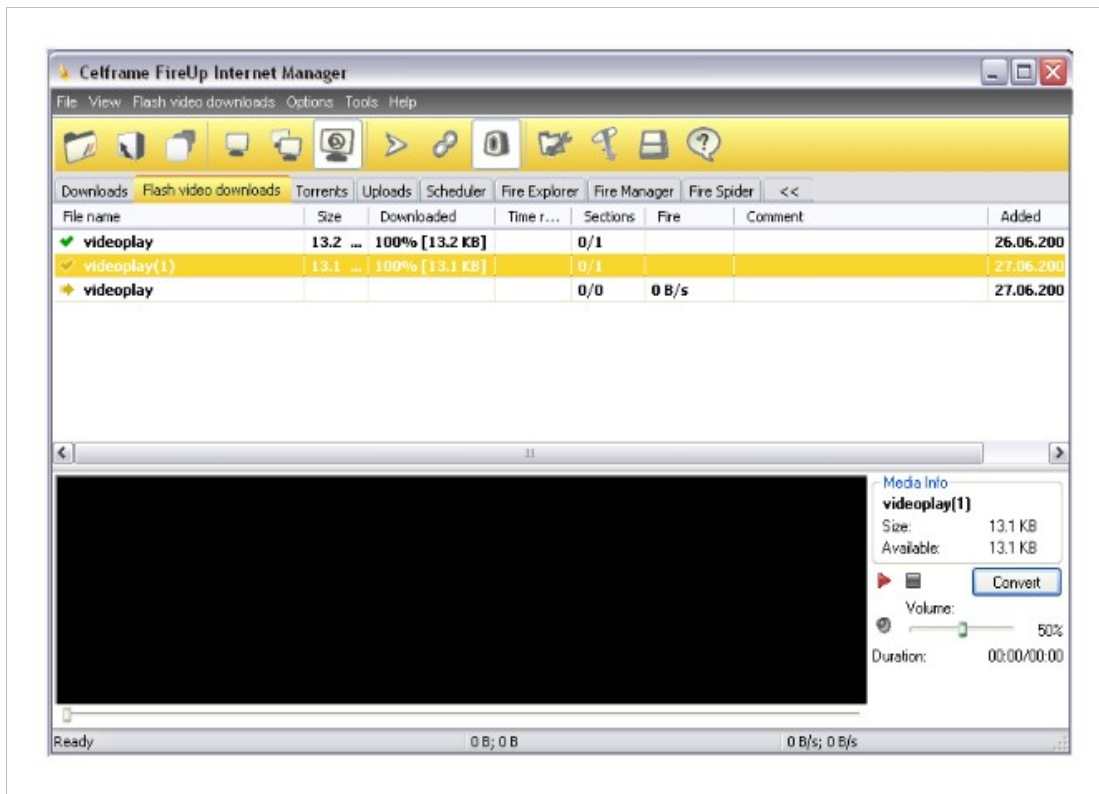 Celframe FireUp Internet Manager
File View Flash video downloads Options Tools Help
Downloads Flash video downloads Torrents Uploads Scheduler Fire Explorer Fire Manager Fire Spider <<
File name Size Downloaded Time r... Sections Fire Comment Added
videoplay 13.2 ... 100% [13.2 KB] 0/1 26.06.200
videoplay(1) 13.1 ... 100% [13.1 KB] 0/1 27.06.200
videoplay 0/0 0 B/s 27.06.200
Media Info
videoplay(1)
Size: 13.1 KB
Available: 13.1 KB
Convert
Volume:
50%
Duration: 00:00/00:00
Ready 0 B; 0 B 0 B/s; 0 B/s